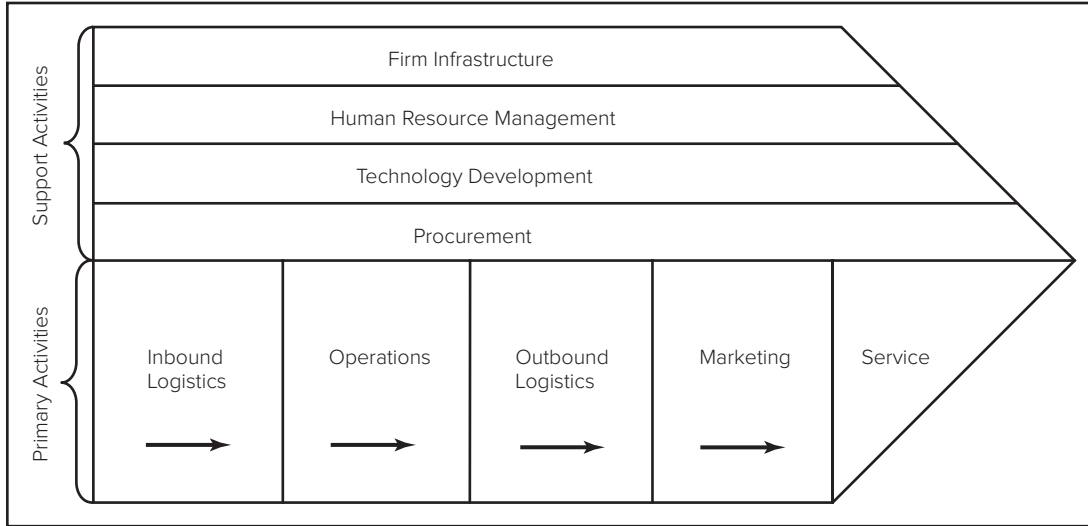 Support Activities
Firm Infrastructure
Human Resource Management
Technology Development
Procurement
Primary Activities
Inbound
Logistics
Operations
Outbound
Logistics
Marketing
Service